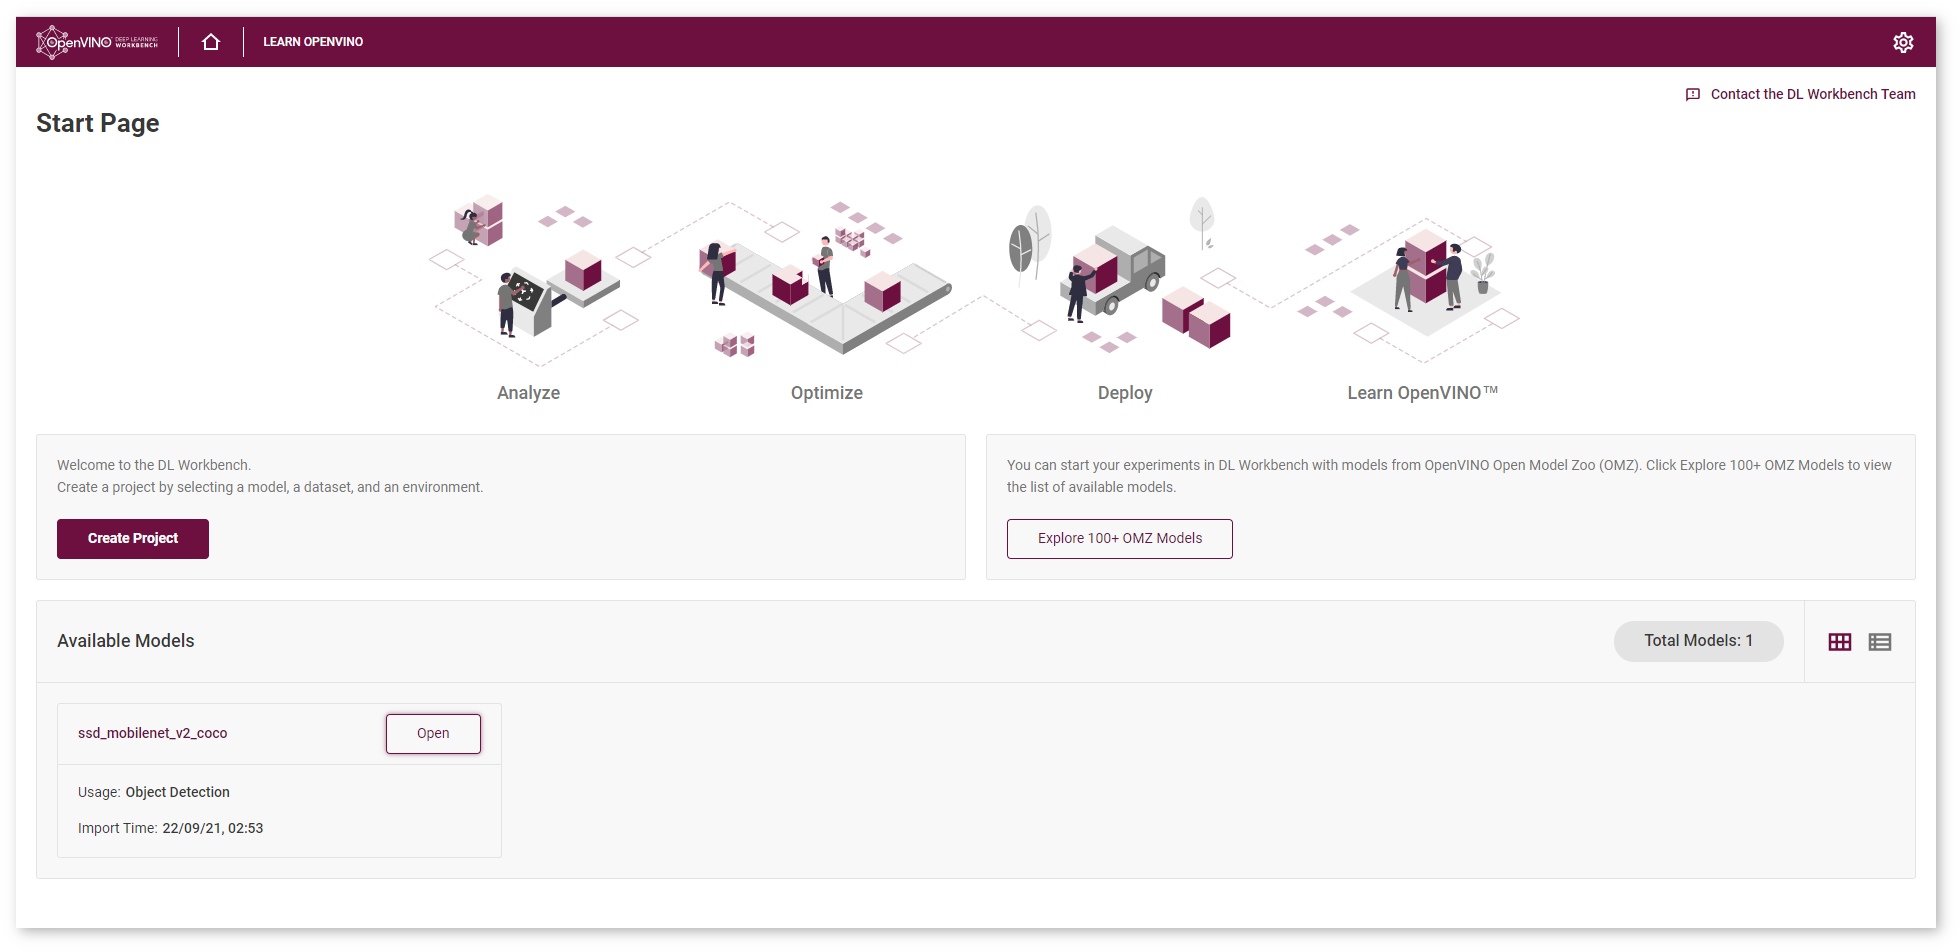 OpenVINO DEEP LEARNING WORKBENCH
LEARN OPENVINO
Contact the DL Workbench Team
Start Page
Analyze
Optimize
Deploy
Learn OpenVINO™
Welcome to the DL Workbench.
Create a project by selecting a model, a dataset, and an environment.
Create Project
You can start your experiments in DL Workbench with models from OpenVINO Open Model Zoo (OMZ). Click Explore 100+ OMZ Models to view
the list of available models.
Explore 100+ OMZ Models
Available Models
Total Models: 1
ssd_mobilenet_v2_coco
Open
Usage: Object Detection
Import Time: 22/09/21, 02:53